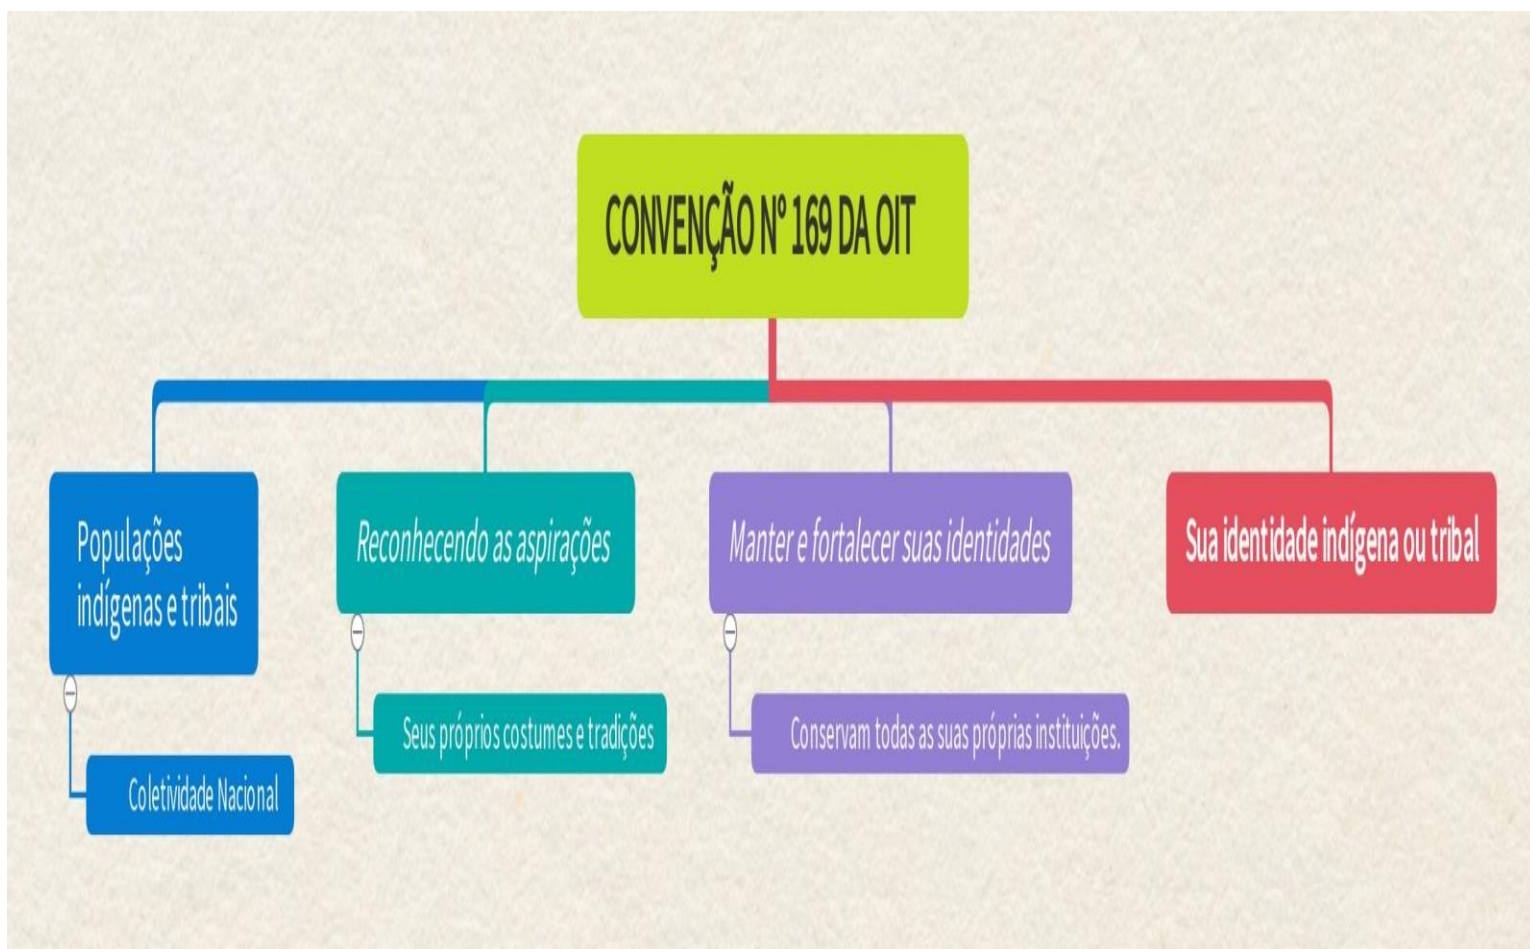 CONVENÇÃO N° 169 DA OIT
Populações
indígenas e tribais
Coletividade Nacional
Reconhecendo as aspirações
Seus próprios costumes e tradições
Manter e fortalecer suas identidades
Conservam todas as suas próprias instituições.
Sua identidade indígena ou tribal